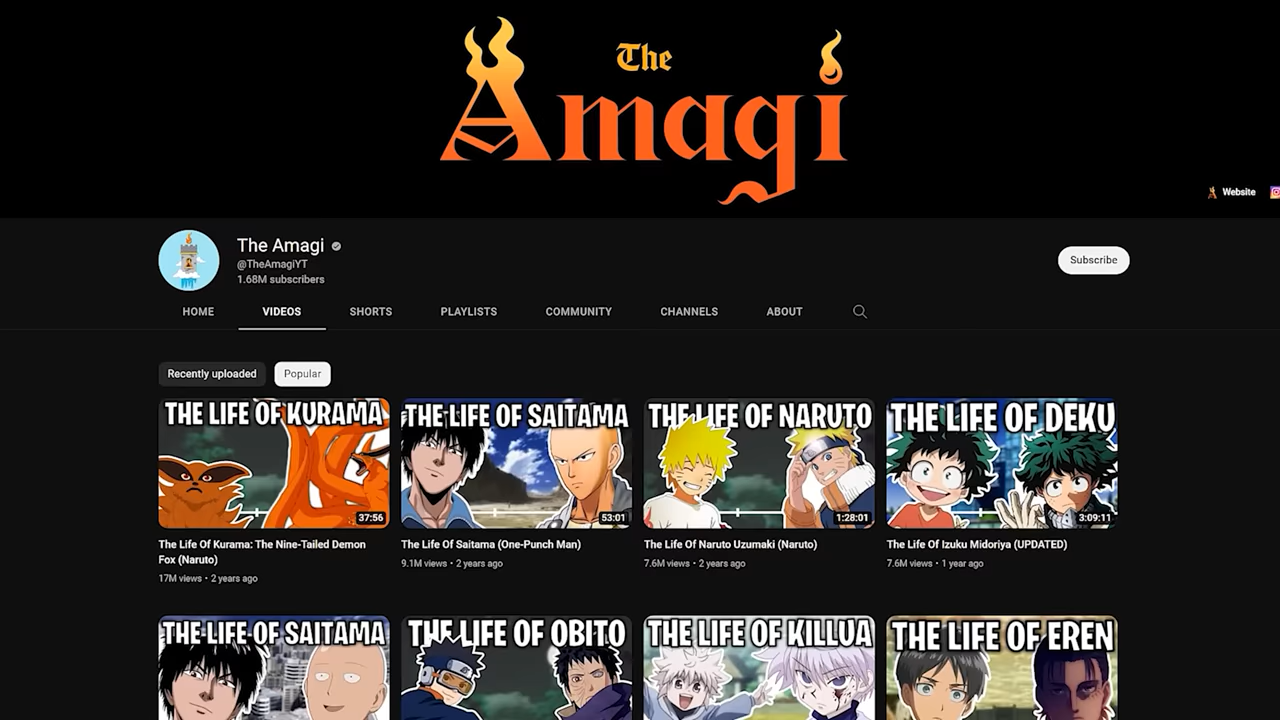 The
Amagi
Website
The Amagi
@TheAmagiYT
1.68M subscribers
Subscribe
HOME
VIDEOS
SHORTS
PLAYLISTS
COMMUNITY
CHANNELS
ABOUT
Recently uploaded
Popular
THE LIFE OF KURAMA
37:56
THE LIFE OF SAITAMA
53:01
THE LIFE OF NARUTO
1:28:01
THE LIFE OF DEKU
3:09:11
The Life Of Kurama: The Nine-Tailed Demon
Fox (Naruto)
17M views • 2 years ago
The Life Of Saitama (One-Punch Man)
9.1M views • 2 years ago
The Life Of Naruto Uzumaki (Naruto)
7.6M views • 2 years ago
The Life Of Izuku Midoriya (UPDATED)
7.6M views • 1 year ago
THE LIFE OF SAITAMA
THE LIFE OF OBITO
THE LIFE OF KILLUA
THE LIFE OF EREN